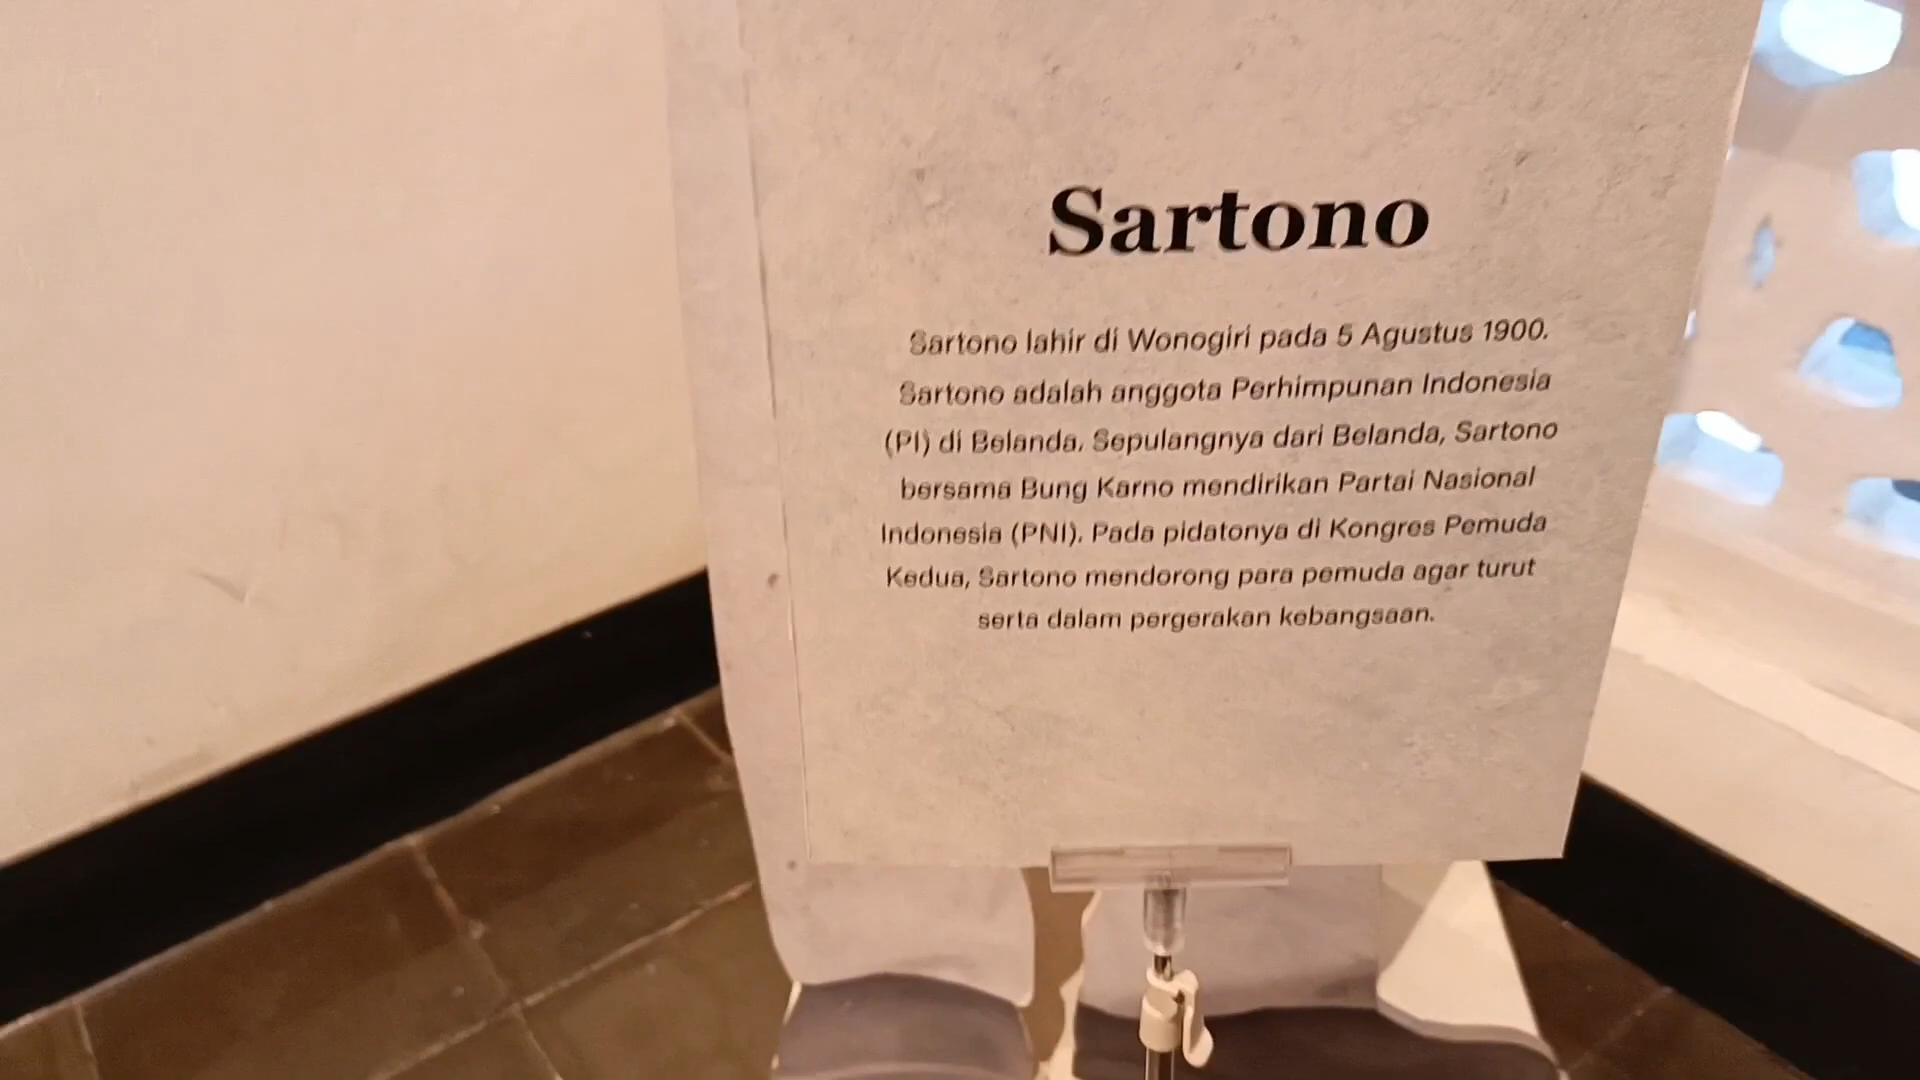 Sartono
Sartono lahir di Wonogiri pada 5 Agustus 1900.
Sartono adalah anggota Perhimpunan Indonesia
(PI) di Belanda. Sepulangnya dari Belanda, Sartono
bersama Bung Karno mendirikan Partai Nasional
Indonesia (PNI). Pada pidatonya di Kongres Pemuda
Kedua, Sartono mendorong para pemuda agar turut
serta dalam pergerakan kebangsaan.